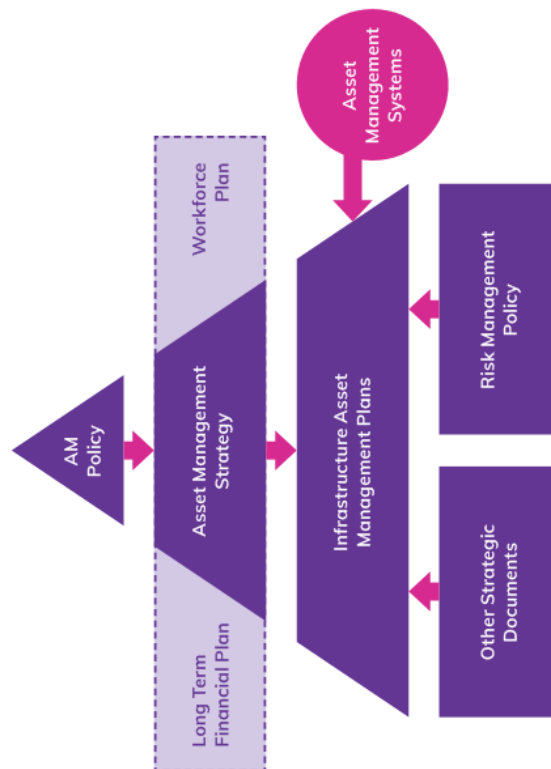 AM
Policy
Long Term
Financial Plan
Asset Management
Strategy
Workforce
Plan
Infrastructure Asset
Management Plans
Asset
Management
Systems
Other Strategic
Documents
Risk Management
Policy